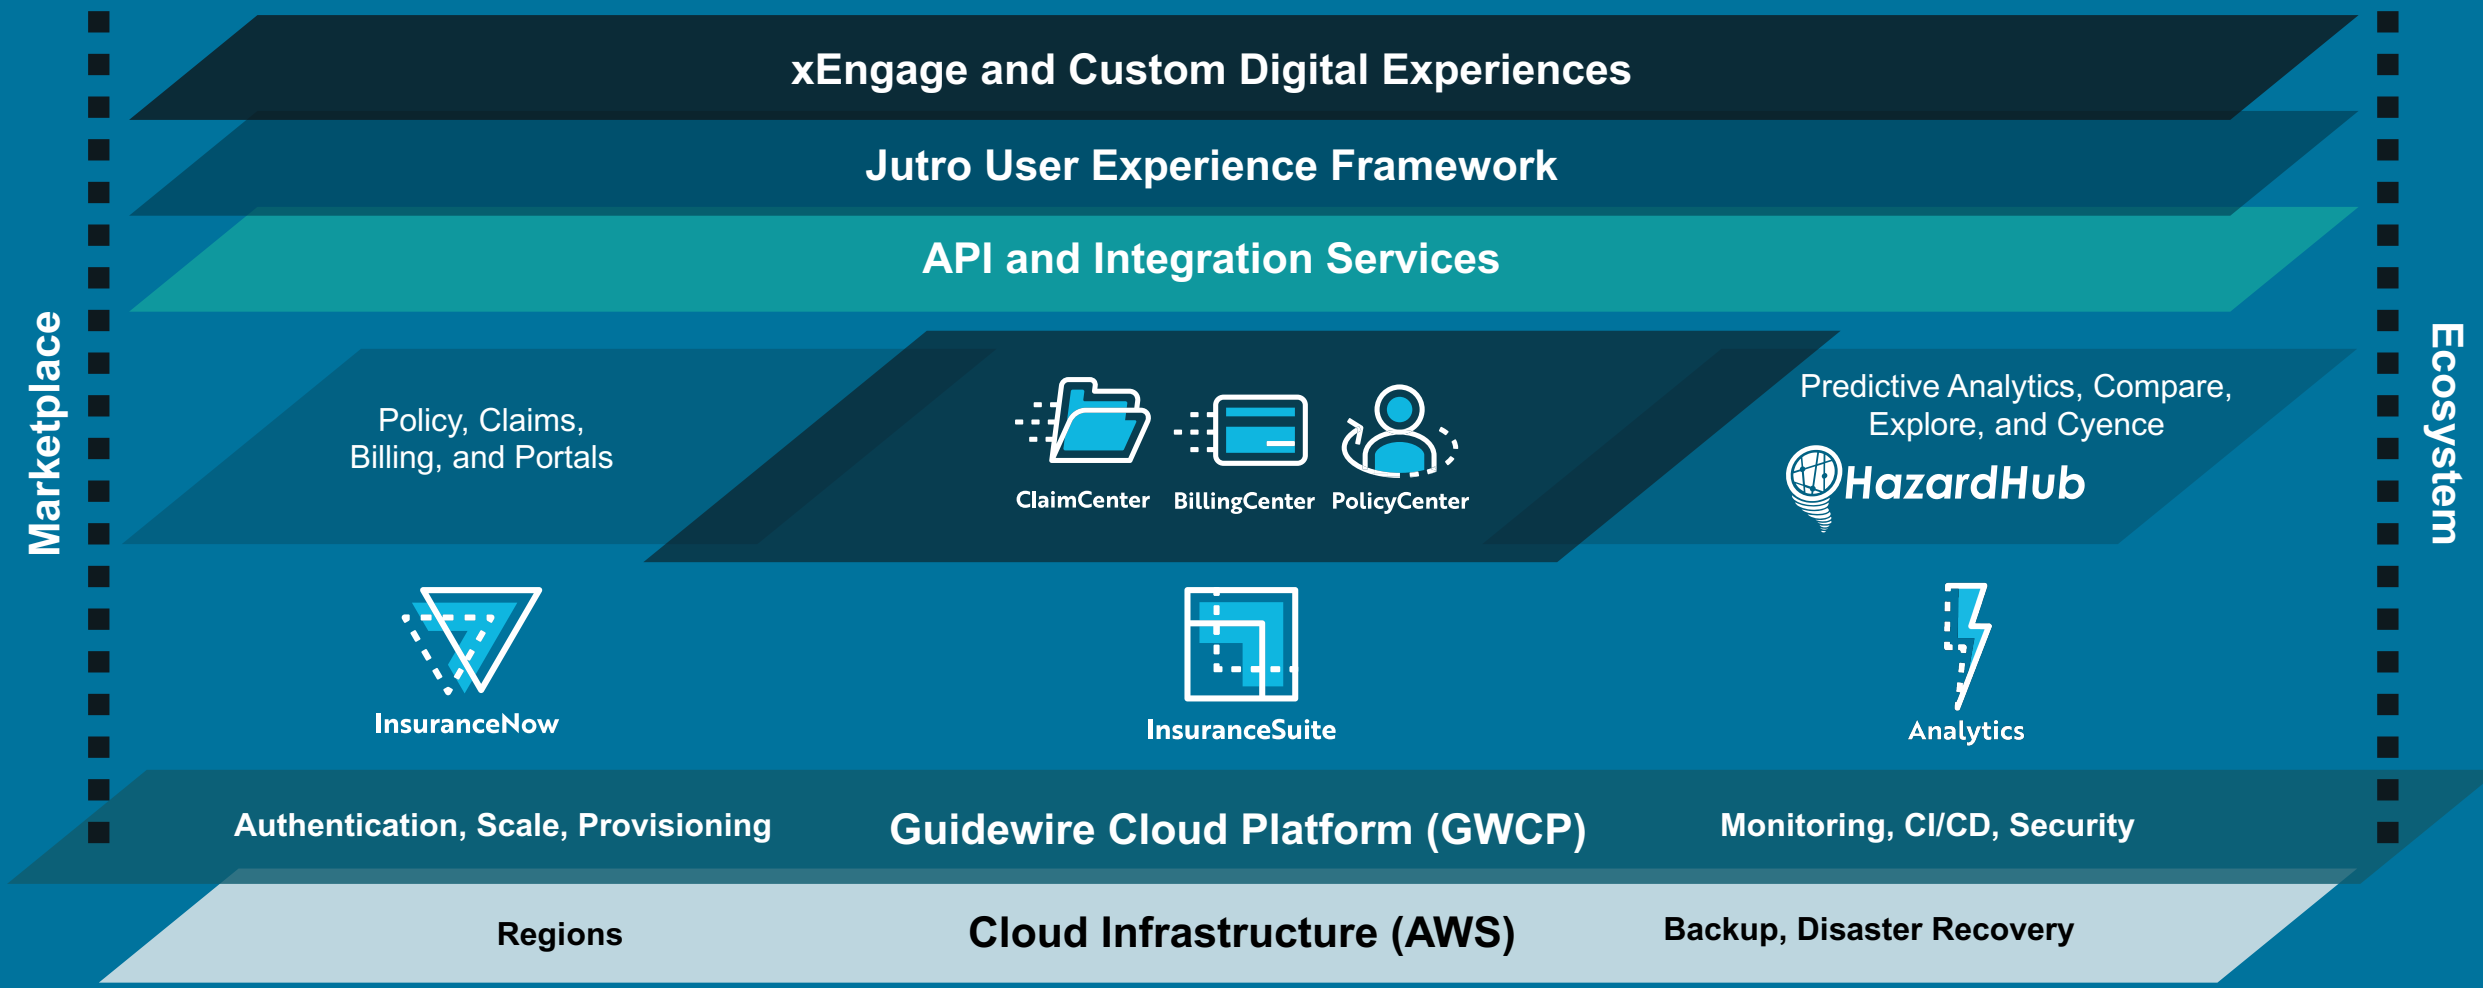 xEngage and Custom Digital Experiences
Jutro User Experience Framework
API and Integration Services
Marketplace
Policy, Claims,
Billing, and Portals
ClaimCenter
BillingCenter
PolicyCenter
Predictive Analytics, Compare,
Explore, and Cyence
HazardHub
Ecosystem
InsuranceNow
InsuranceSuite
Analytics
Authentication, Scale, Provisioning
Guidewire Cloud Platform (GWCP)
Monitoring, CI/CD, Security
Regions
Cloud Infrastructure (AWS)
Backup, Disaster Recovery